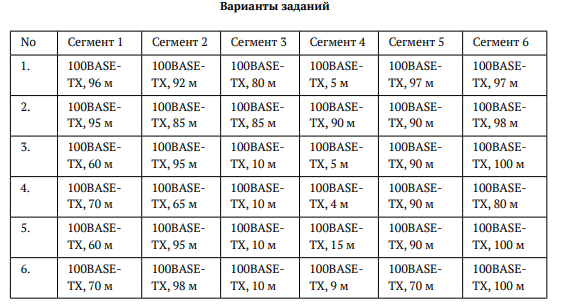 Варианты заданий
No Сегмент 1 Сегмент 2 Сегмент 3 Сегмент 4 Сегмент 5 Сегмент 6
1. 100BASE- 100BASE- 100BASE- 100BASE- 100BASE- 100BASE-
TX, 96 м TX, 92 м TX, 80 м TX, 5 м TX, 97 м TX, 97 м
2. 100BASE- 100BASE- 100BASE- 100BASE- 100BASE- 100BASE-
TX, 95 м TX, 85 м TX, 85 м TX, 90 м TX, 90 м TX, 98 м
3. 100BASE- 100BASE- 100BASE- 100BASE- 100BASE- 100BASE-
TX, 60 м TX, 95 м TX, 10 м TX, 5 м TX, 90 м TX, 100 м
4. 100BASE- 100BASE- 100BASE- 100BASE- 100BASE- 100BASE-
TX, 70 м TX, 65 м TX, 10 м TX, 4 м TX, 90 м TX, 80 м
5. 100BASE- 100BASE- 100BASE- 100BASE- 100BASE- 100BASE-
TX, 60 м TX, 95 м TX, 10 м TX, 15 м TX, 90 м TX, 100 м
6. 100BASE- 100BASE- 100BASE- 100BASE- 100BASE- 100BASE-
TX, 70 м TX, 98 м TX, 10 м TX, 9 м TX, 70 м TX, 100 м